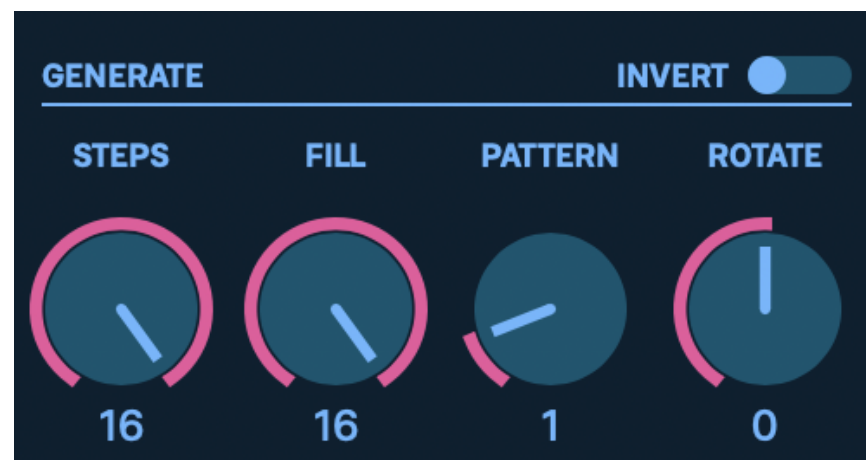 GENERATE INVERT
STEPS FILL PATTERN ROTATE
16 16 1 0